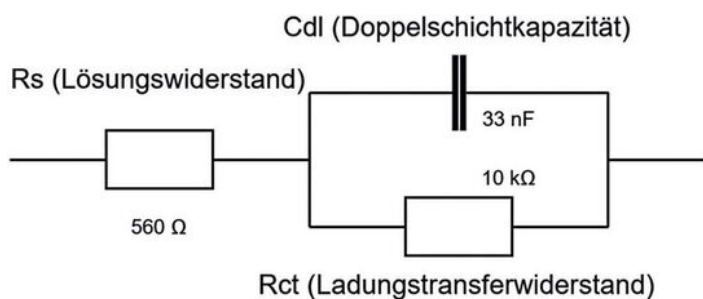 Cdl (Doppelschichtkapazität)
Rs (Lösungswiderstand)
33 nF
10 kΩ
560 Ω
Rct (Ladungstransferwiderstand)